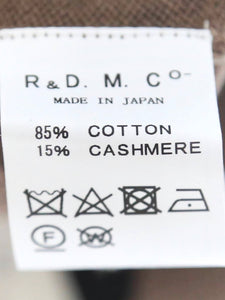 R & D. M. Co-
MADE IN JAPAN
85% COTTON
15% CASHMERE
F W